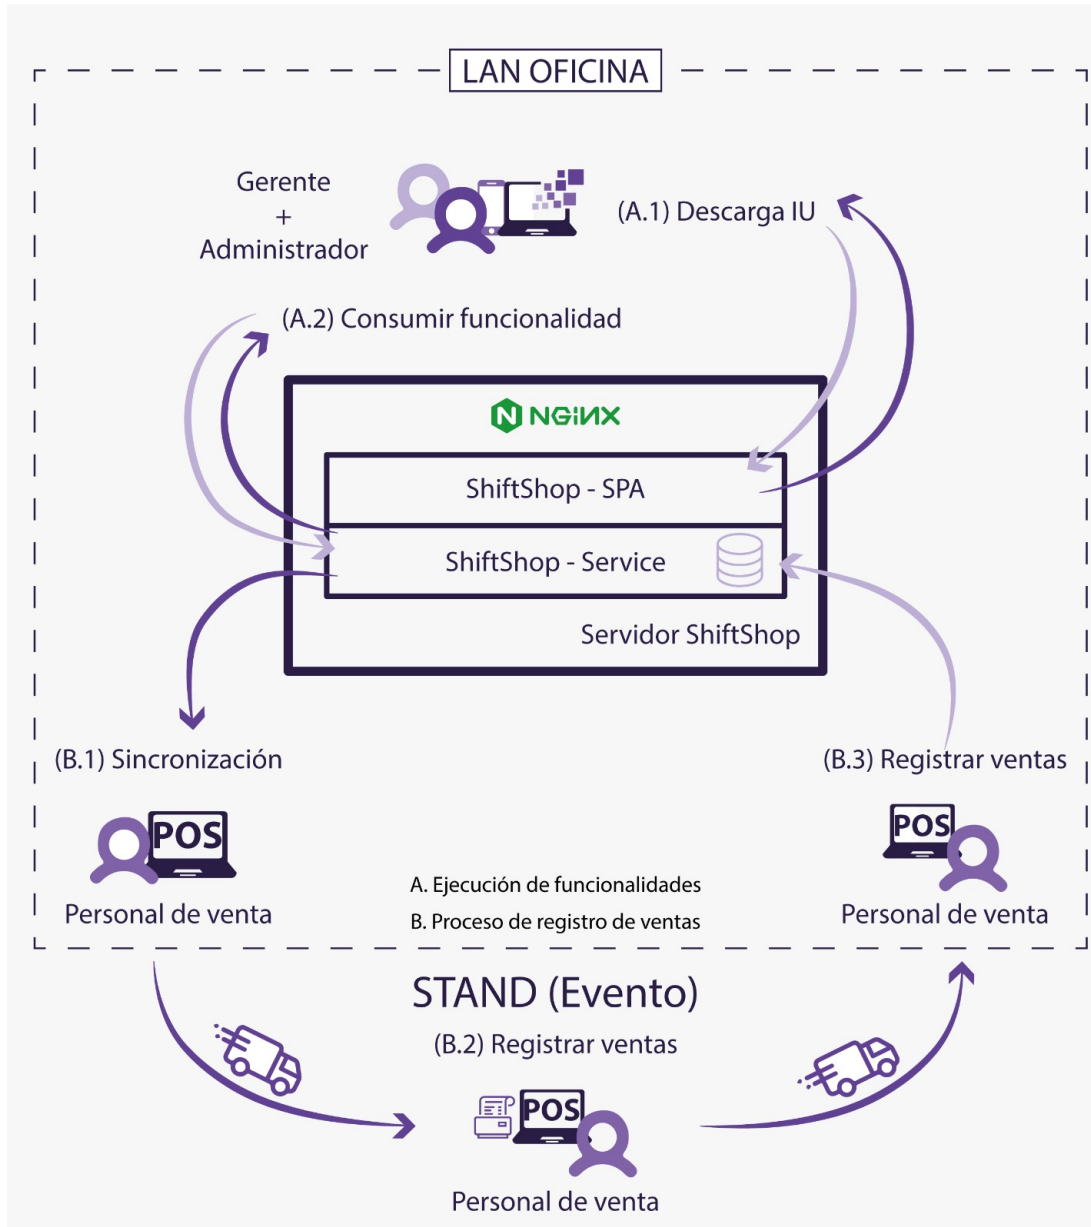 LAN OFICINA
Gerente
+
Administrador
(A.1) Descarga IU
(A.2) Consumir funcionalidad
N NGINX
ShiftShop - SPA
ShiftShop - Service
Servidor ShiftShop
(B.1) Sincronización
POS
Personal de venta
(B.3) Registrar ventas
POS
Personal de venta
A. Ejecución de funcionalidades
B. Proceso de registro de ventas
STAND (Evento)
(B.2) Registrar ventas
POS
Personal de venta